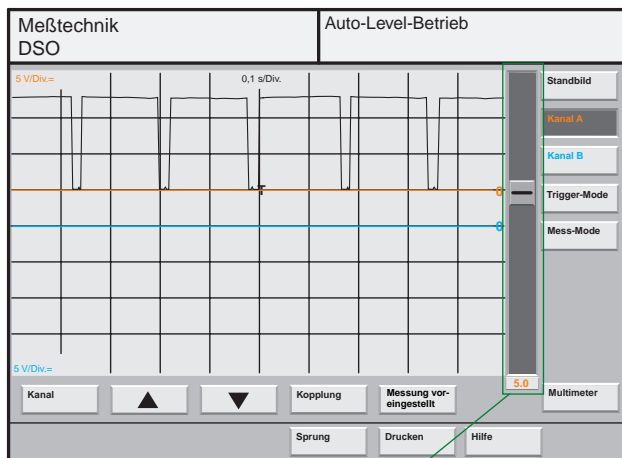 Meßtechnik
DSO
Auto-Level-Betrieb
5 V/Div.=
0,1 s/Div.
Standbild
Kanal A
Kanal B
0
Trigger-Mode
T
0
Mess-Mode
5 V/Div.=
5.0
Kanal
Kopplung
Messung vor-
eingestellt
Multimeter
Sprung
Drucken
Hilfe